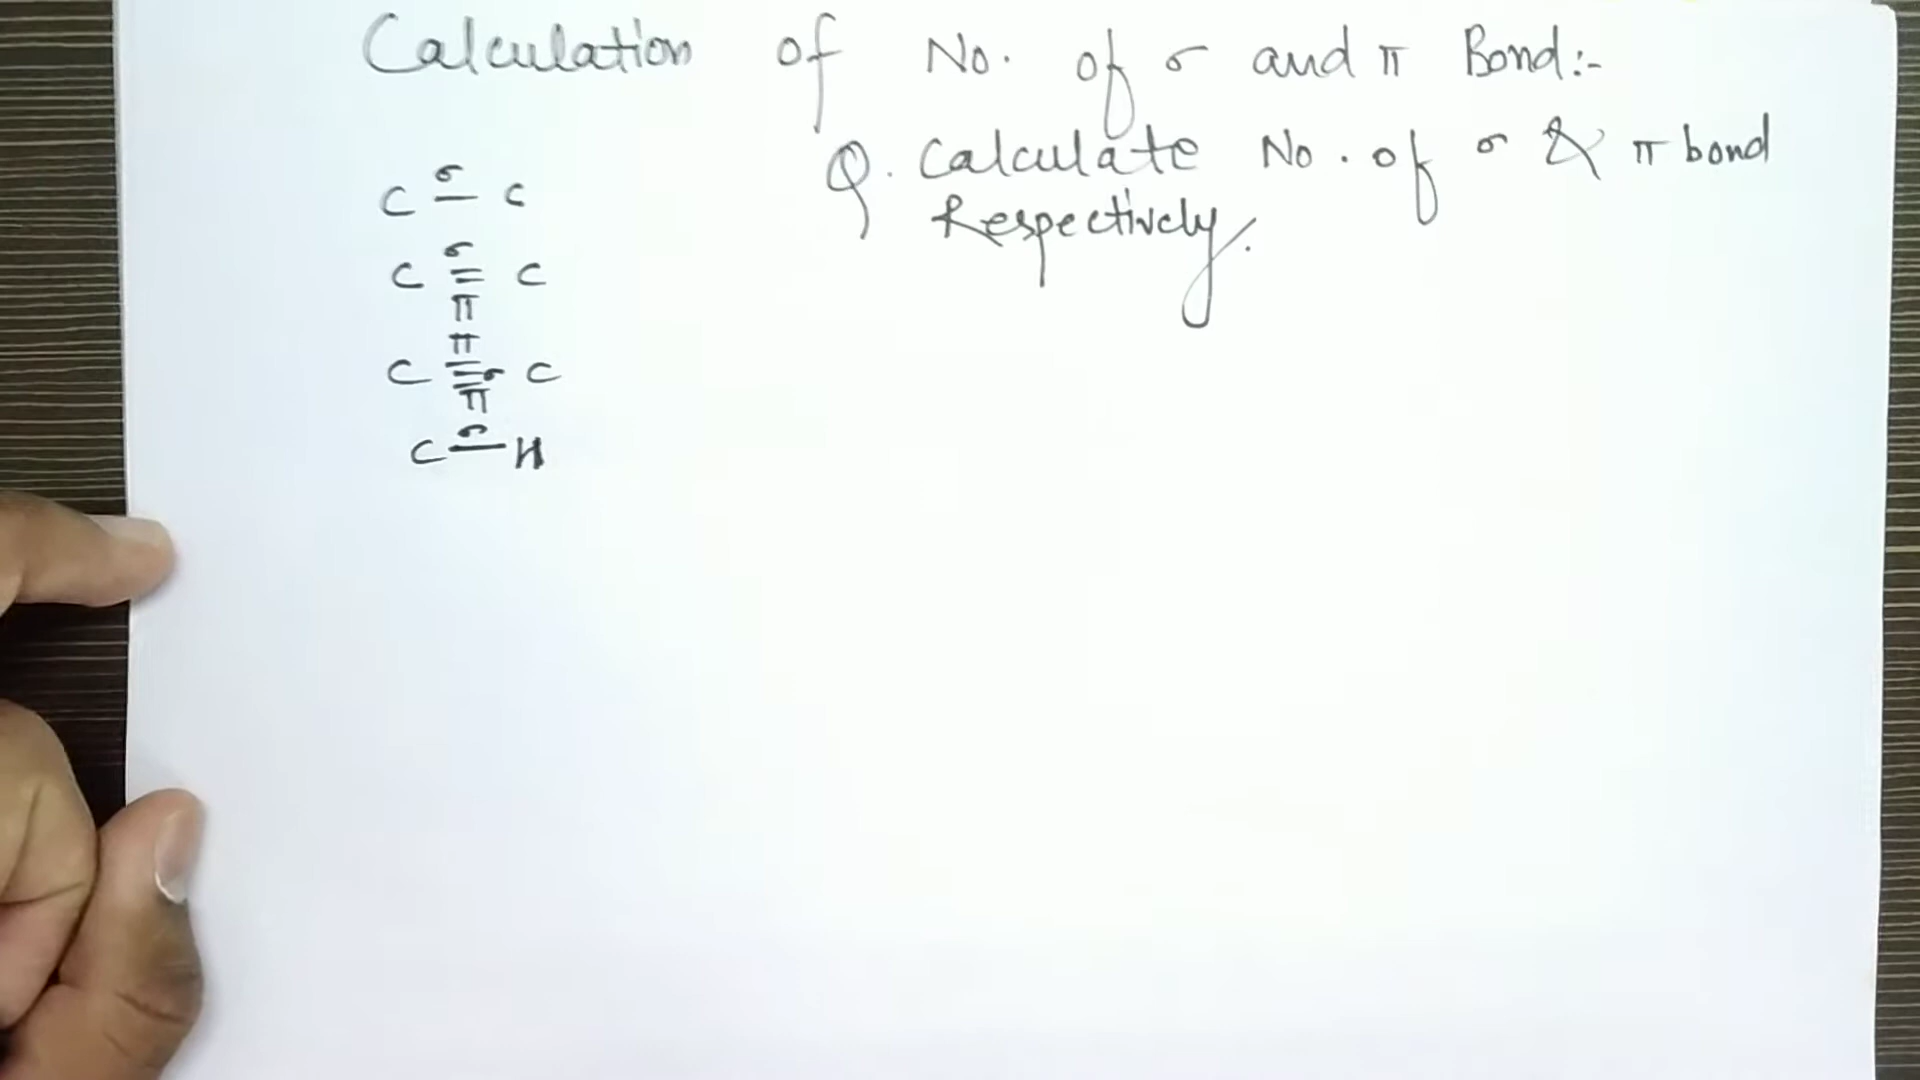 Calculation of No. of σ and π Bond:-
Q. Calculate No. of σ & π bond
Respectively.
σ
C — C
σ
C = C
π
π
C ≡ σ C
π
σ
C — H